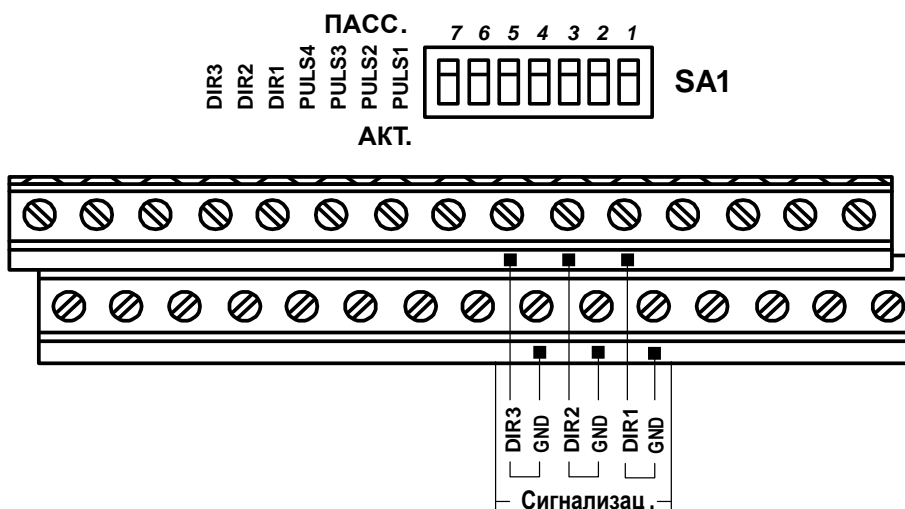 ПАСС.
7 6 5 4 3 2 1
DIR3
DIR2
DIR1
PULS4
PULS3
PULS2
PULS1
SA1
АКТ.
DIR3
GND
DIR2
GND
DIR1
GND
Сигнализац .